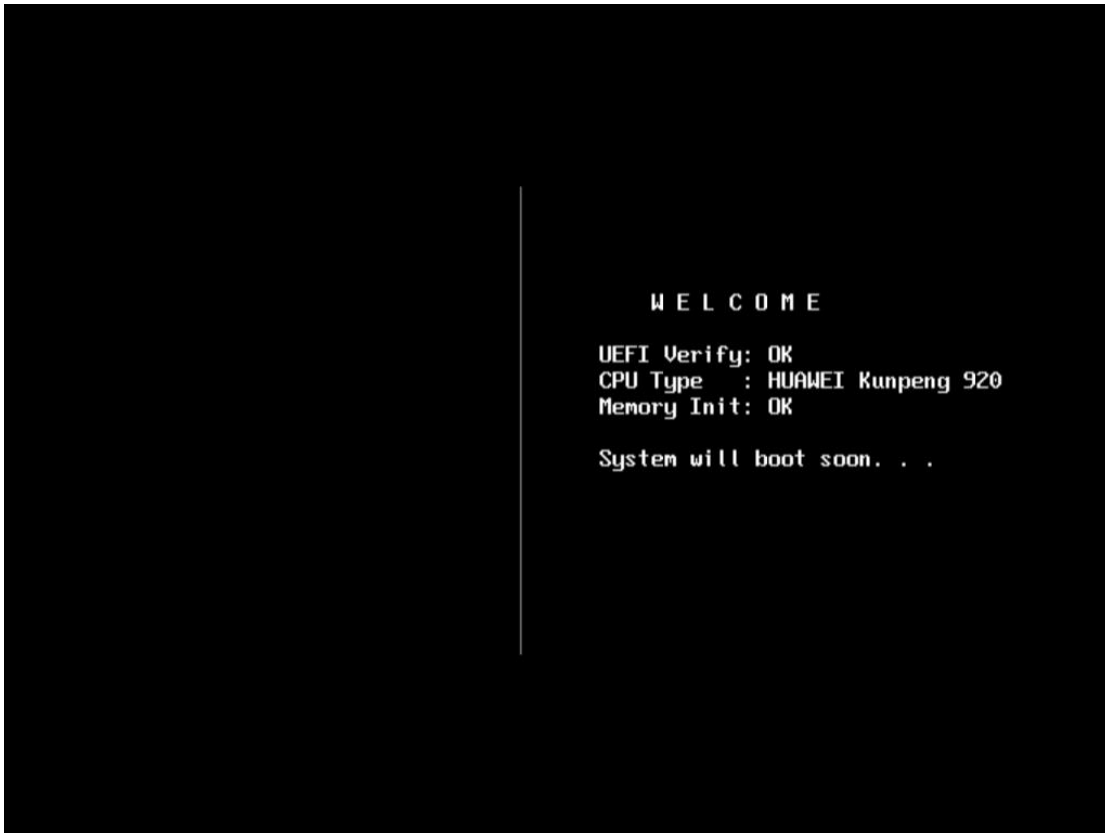 W E L C O M E
UEFI Verify: OK
CPU Type   : HUAWEI Kunpeng 920
Memory Init: OK
System will boot soon. . .